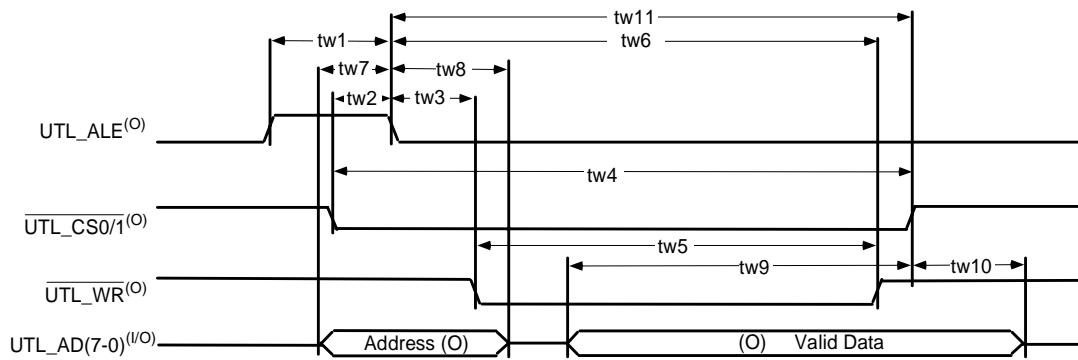 tw11
tw1 tw6
tw7 tw8
tw2 tw3
UTL_ALE(O)
tw4
UTL_CS0/1(O)
tw5
tw9 tw10
UTL_WR(O)
UTL_AD(7-0)(I/O) Address (O) (O) Valid Data